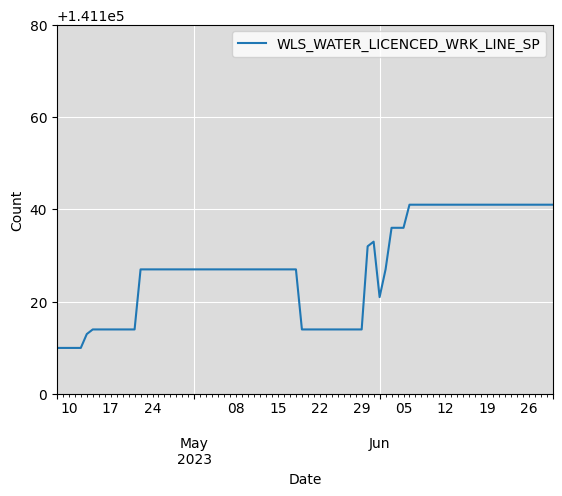 +1.411e5
WLS_WATER_LICENCED_WRK_LINE_SP
80
60
40
20
0
Count
10 17 24 08 15 22 29 05 12 19 26
May Jun
2023
Date